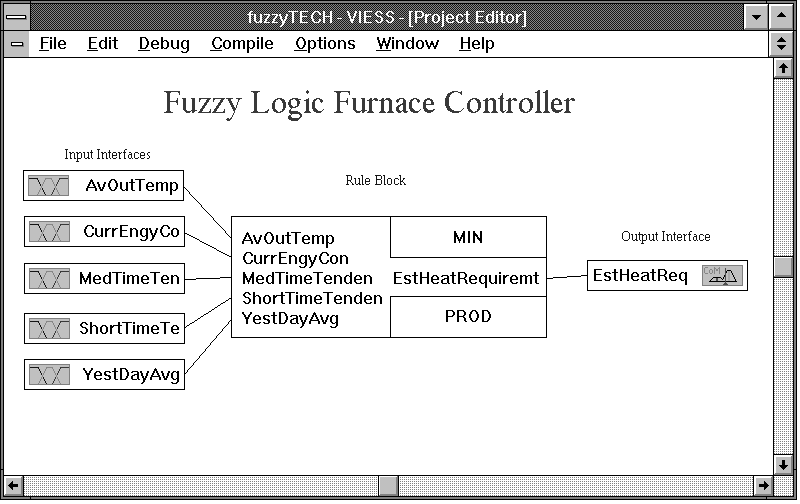 fuzzyTECH - VIESS - [Project Editor]
File Edit Debug Compile Options Window Help
Fuzzy Logic Furnace Controller
Input Interfaces
AvOutTemp
CurrEngyCo
MedTimeTen
ShortTimeTe
YestDayAvg
Rule Block
AvOutTemp
CurrEngyCon
MedTimeTenden
ShortTimeTenden
YestDayAvg
MIN
EstHeatRequiremt
PROD
Output Interface
EstHeatReq
CoM